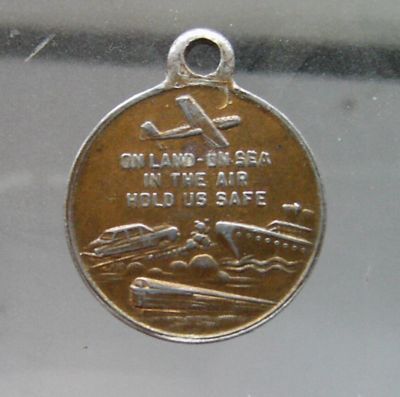 ON LAND-ON SEA
IN THE AIR
HOLD US SAFE